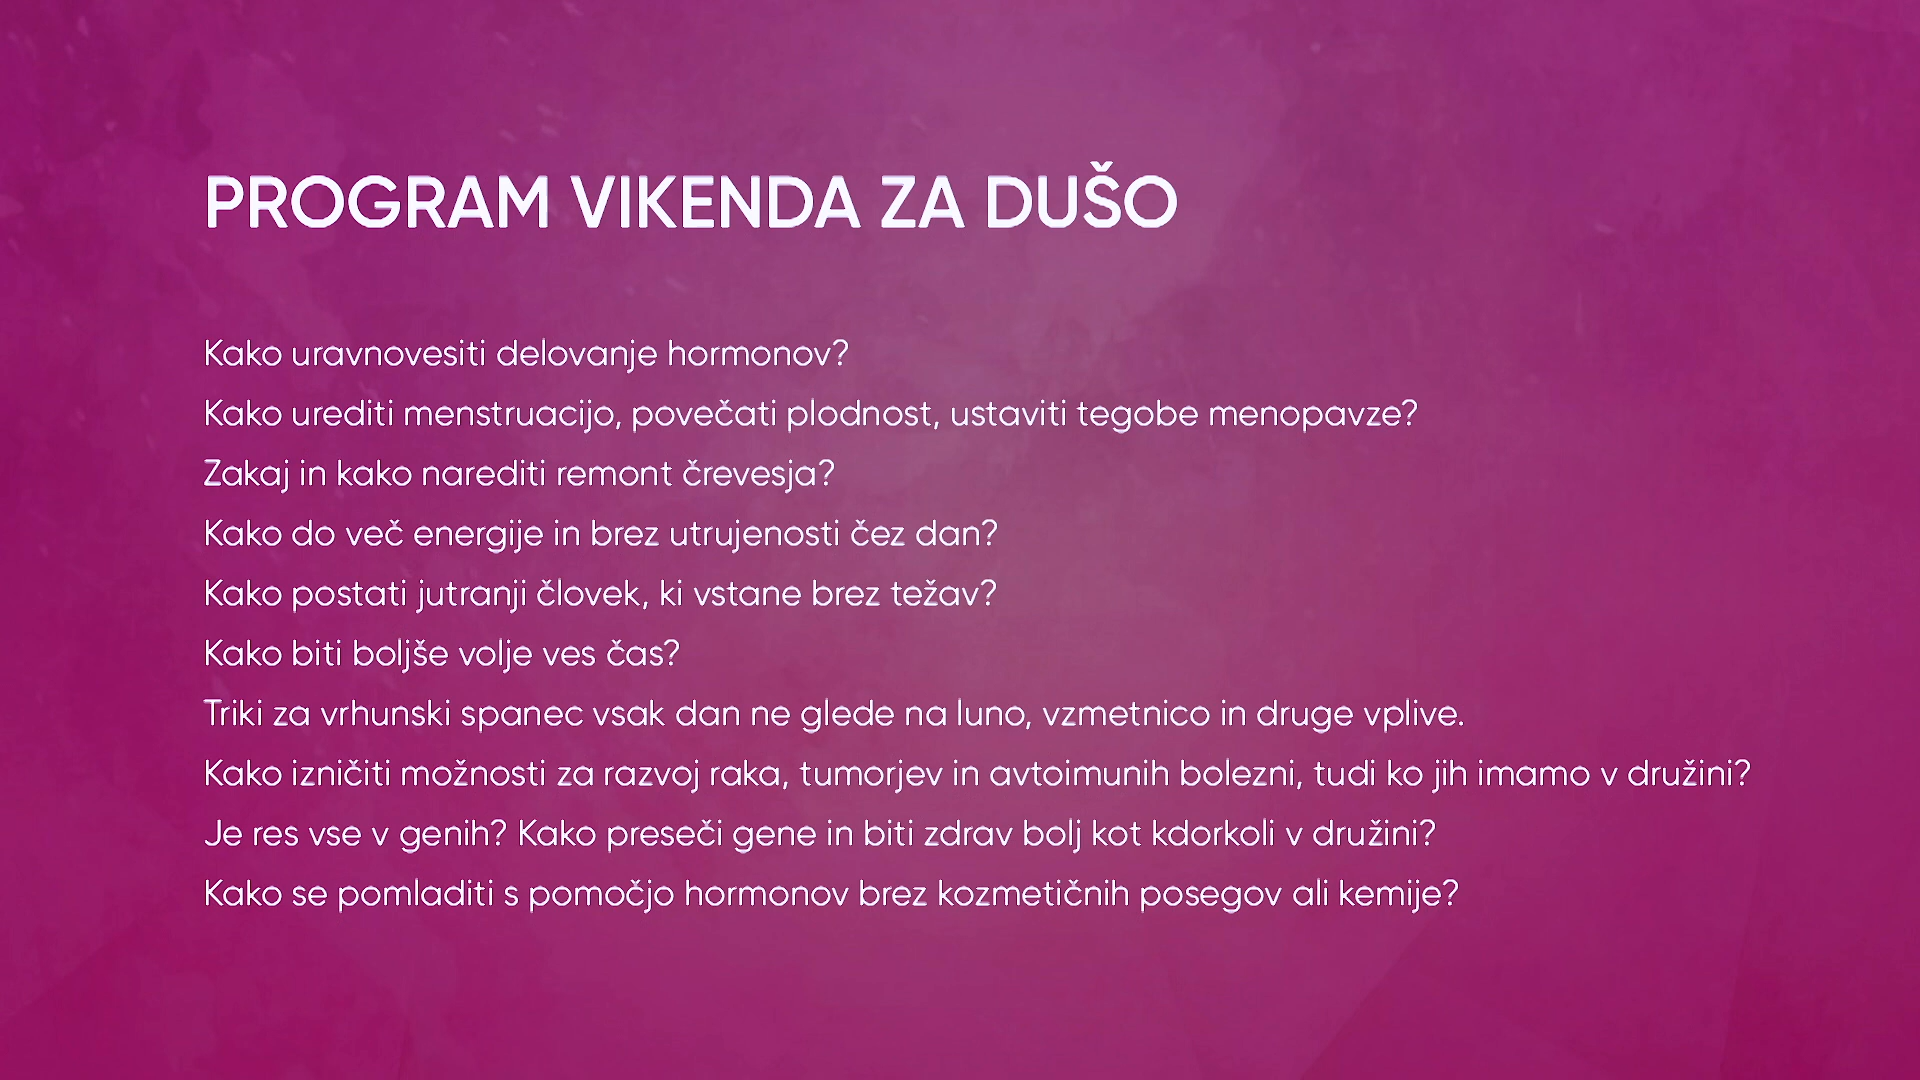 PROGRAM VIKENDA ZA DUŠO
Kako uravnovesiti delovanje hormonov?
Kako urediti menstruacijo, povečati plodnost, ustaviti tegobe menopavze?
Zakaj in kako narediti remont črevesja?
Kako do več energije in brez utrujenosti čez dan?
Kako postati jutranji človek, ki vstane brez težav?
Kako biti boljše volje ves čas?
Triki za vrhunski spanec vsak dan ne glede na luno, vzmetnico in druge vplive.
Kako izničiti možnosti za razvoj raka, tumorjev in avtoimunih bolezni, tudi ko jih imamo v družini?
Je res vse v genih? Kako preseči gene in biti zdrav bolj kot kdorkoli v družini?
Kako se pomladiti s pomočjo hormonov brez kozmetičnih posegov ali kemije?